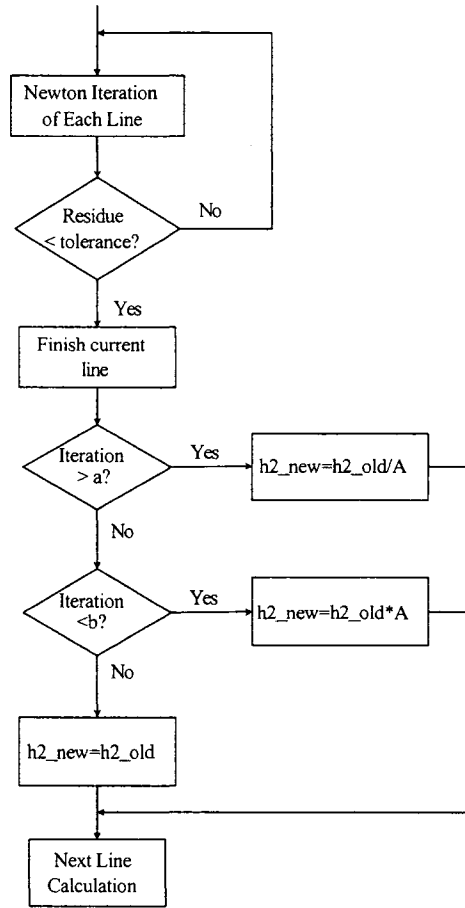 Newton Iteration
of Each Line
Residue
< tolerance?
No
Yes
Finish current
line
Iteration
> a?
Yes
h2_new=h2_old/A
No
Iteration
<b?
Yes
h2_new=h2_old*A
No
h2_new=h2_old
Next Line
Calculation